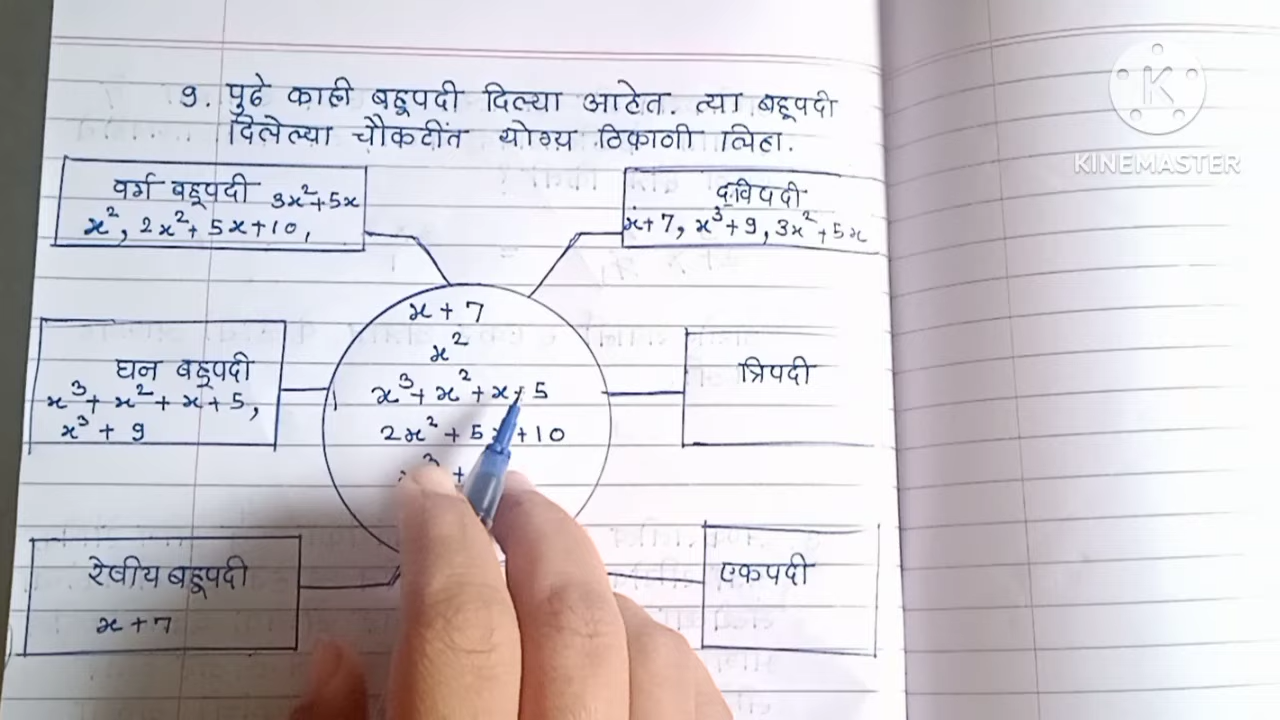 9. पुढे काही बहूपदी दिल्या आहेत. त्या बहूपदी
दिलेल्या चौकटींत योग्य ठिकाणी लिहा.
वर्ग बहूपदी 3x²+5x
x², 2x²+5x+10,
द्विपदी
x+7, x³+9, 3x²+5x
घन बहूपदी
x³+x²+x+5,
x³+9
रेषीय बहूपदी
x+7
x+7
x²
x³+x²+x+5
2x²+5x+10
त्रिपदी
एकपदी
K
KINEMASTER